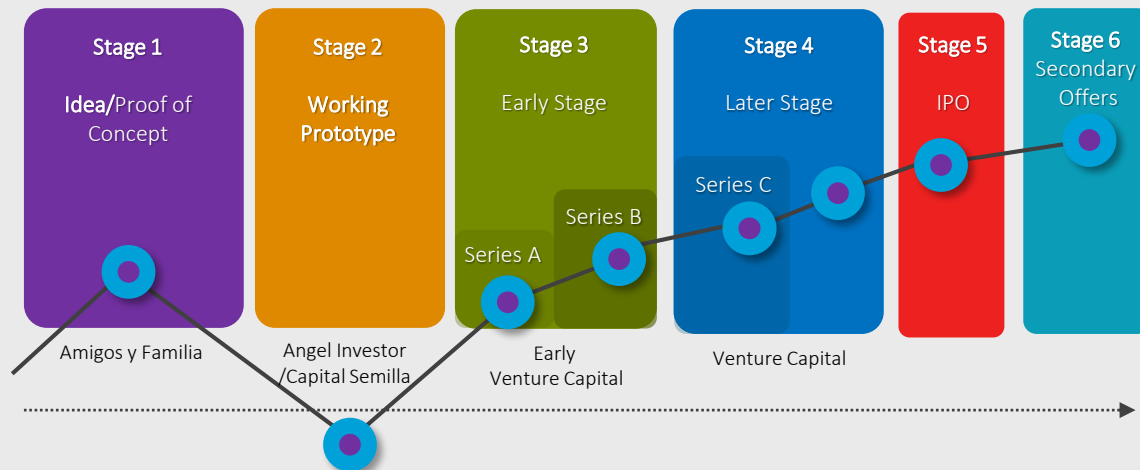 Stage 1
Idea/Proof of
Concept
Amigos y Familia
Stage 2
Working
Prototype
Angel Investor
/Capital Semilla
Stage 3
Early Stage
Series A
Series B
Early
Venture Capital
Stage 4
Later Stage
Series C
Venture Capital
Stage 5
IPO
Stage 6
Secondary
Offers